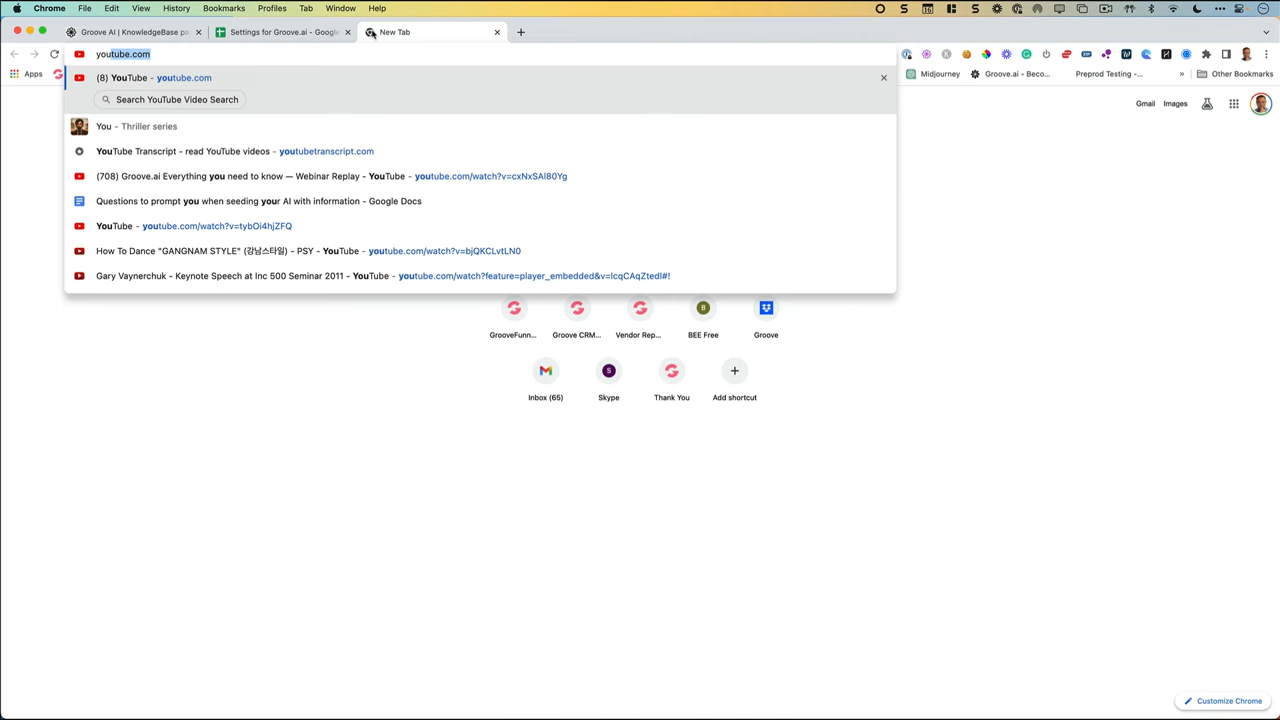 Chrome File Edit View History Bookmarks Profiles Tab Window Help
16
Groove AI | KnowledgeBase pa Settings for Groove.ai - Google New Tab
youtube.com
Apps Midjourney Groove.ai - Beco... Preprod Testing -... » Other Bookmarks
(8) YouTube - youtube.com
Search YouTube Video Search
Gmail Images
You - Thriller series
YouTube Transcript - read YouTube videos - youtubetranscript.com
(708) Groove.ai Everything you need to know — Webinar Replay - YouTube - youtube.com/watch?v=cxNxSAl80Yg
Questions to prompt you when seeding your AI with information - Google Docs
YouTube - youtube.com/watch?v=tybOi4hjZFQ
How To Dance "GANGNAM STYLE" (강남스타일) - PSY - YouTube - youtube.com/watch?v=bjQKCLvtLN0
Gary Vaynerchuk - Keynote Speech at Inc 500 Seminar 2011 - YouTube - youtube.com/watch?feature=player_embedded&v=lcqCAqZtedI#!
GrooveFunn... Groove CRM... Vendor Rep... BEE Free Groove
Inbox (65) Skype Thank You Add shortcut
Customize Chrome